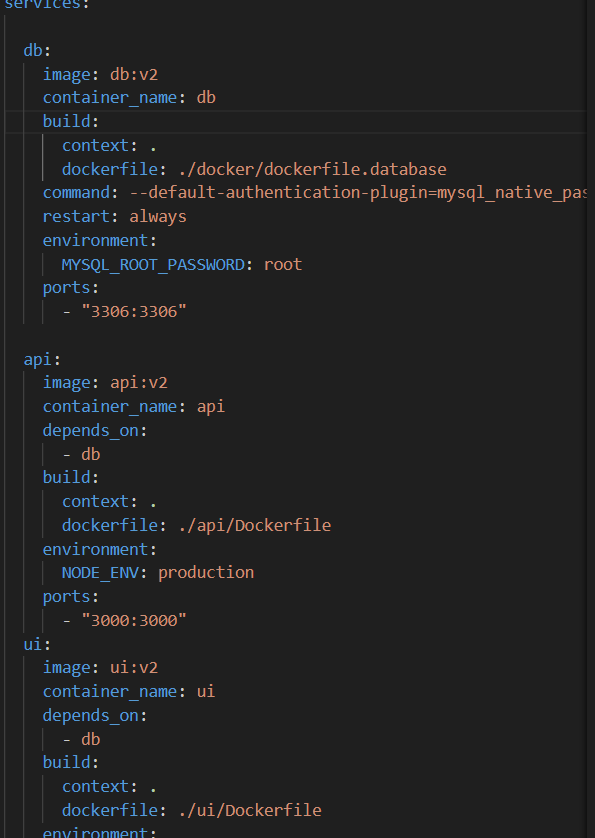 services:
db:
image: db:v2
container_name: db
build:
context: .
dockerfile: ./docker/dockerfile.database
command: --default-authentication-plugin=mysql_native_pas
restart: always
environment:
MYSQL_ROOT_PASSWORD: root
ports:
- "3306:3306"
api:
image: api:v2
container_name: api
depends_on:
- db
build:
context: .
dockerfile: ./api/Dockerfile
environment:
NODE_ENV: production
ports:
- "3000:3000"
ui:
image: ui:v2
container_name: ui
depends_on:
- db
build:
context: .
dockerfile: ./ui/Dockerfile
environment: